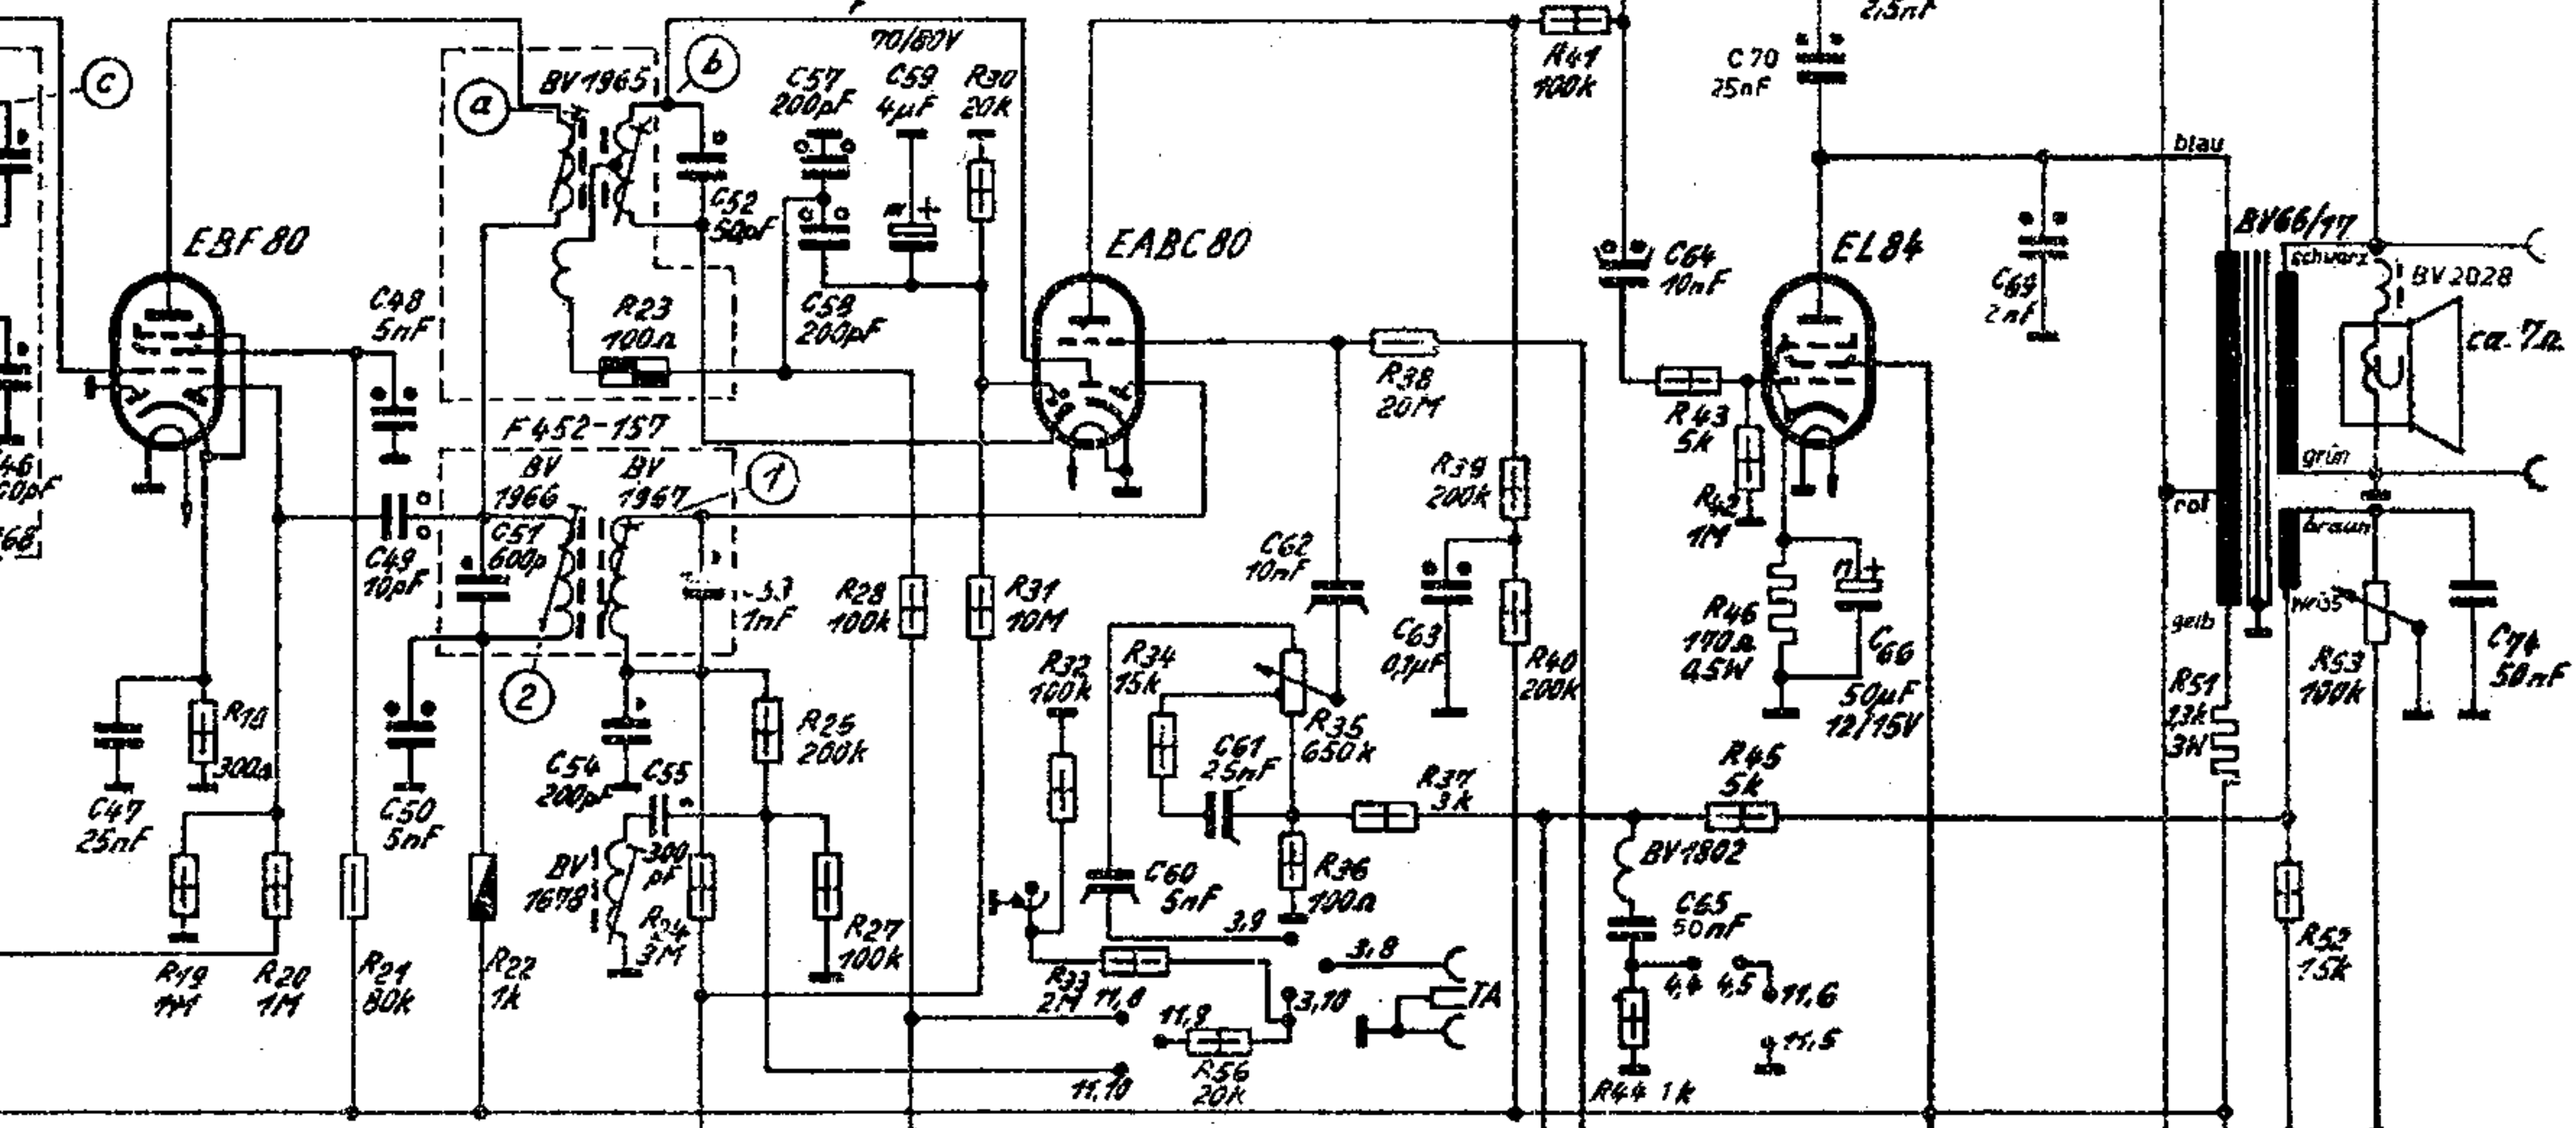 2,5nF
70/80V
R41
100k
C70
25nF
c
a
BV1965
b
C57
200pF
C59
4µF
R30
20k
blau
C52
50pF
EBF80
EABC80
EL84
BV66/17
schwarz
BV2028
C48
5nF
R23
100Ω
C58
200pF
C64
10nF
C69
2nF
ca. 7Ω
R38
20M
R43
5k
F452-157
BV
1966
BV
1967
1
R39
200k
R42
1M
grün
rot
braun
C49
10pF
C51
600p
C62
10nF
1nF
R28
100k
R31
10M
C63
0,1µF
R40
200k
R46
170Ω
0,5W
C66
50µF
12/15V
weiss
gelb
R53
100k
C74
50nF
2
R32
100k
R34
15k
R35
650k
R51
1,3k
3W
300Ω
R25
200k
C61
25nF
R37
3k
R45
5k
C47
25nF
C50
5nF
C54
200pF
C55
300
pF
BV
1678
R24
3M
R27
100k
C60
5nF
R36
100Ω
BV1802
C65
50nF
3,9
3,8
R52
15k
R19
1M
R20
1M
R21
80k
R22
1k
R33
2M
11,8
11,9
3,10
TA
4,4
4,5
11,6
11,5
R56
20k
11,10
R44 1k